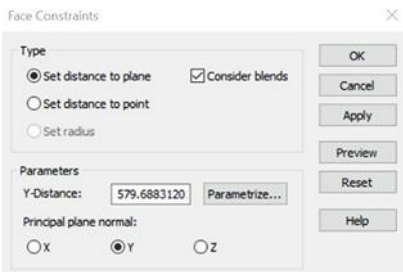 Face Constraints
Type
Set distance to plane
Consider blends
Set distance to point
Set radius
OK
Cancel
Apply
Preview
Reset
Help
Parameters
Y-Distance:
579.6883120
Parametrize...
Principal plane normal:
X
Y
Z